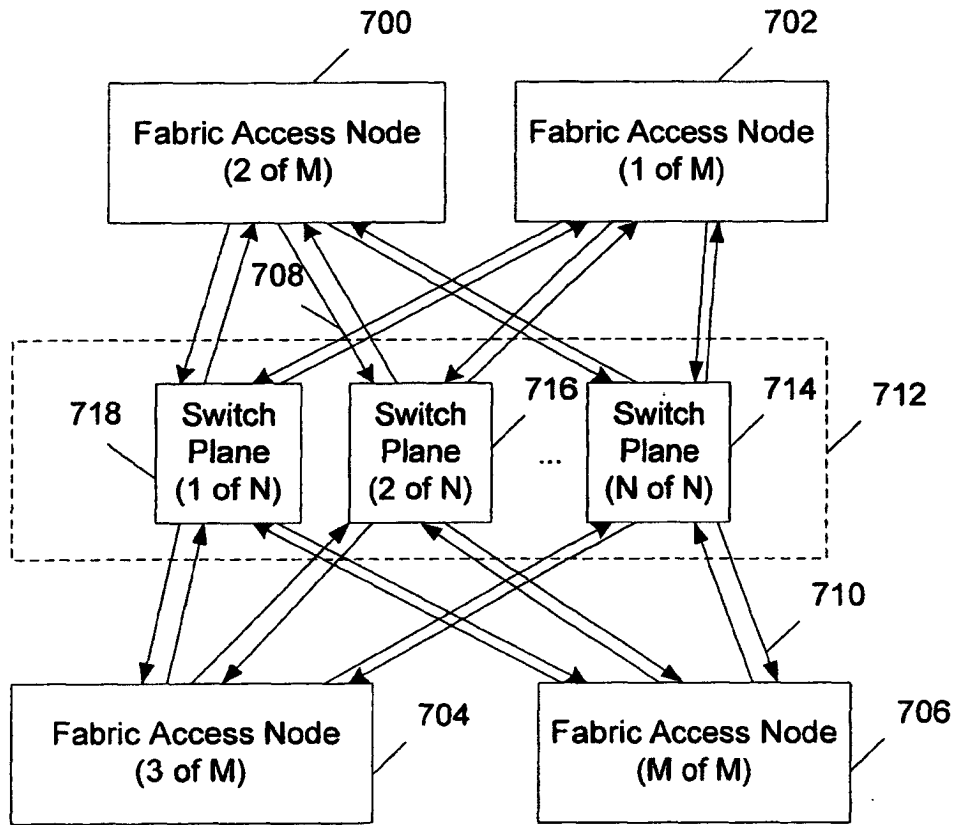 700
702
Fabric Access Node
(2 of M)
Fabric Access Node
(1 of M)
708
718
Switch
Plane
(1 of N)
Switch
Plane
(2 of N)
716
...
Switch
Plane
(N of N)
714
712
710
Fabric Access Node
(3 of M)
704
Fabric Access Node
(M of M)
706